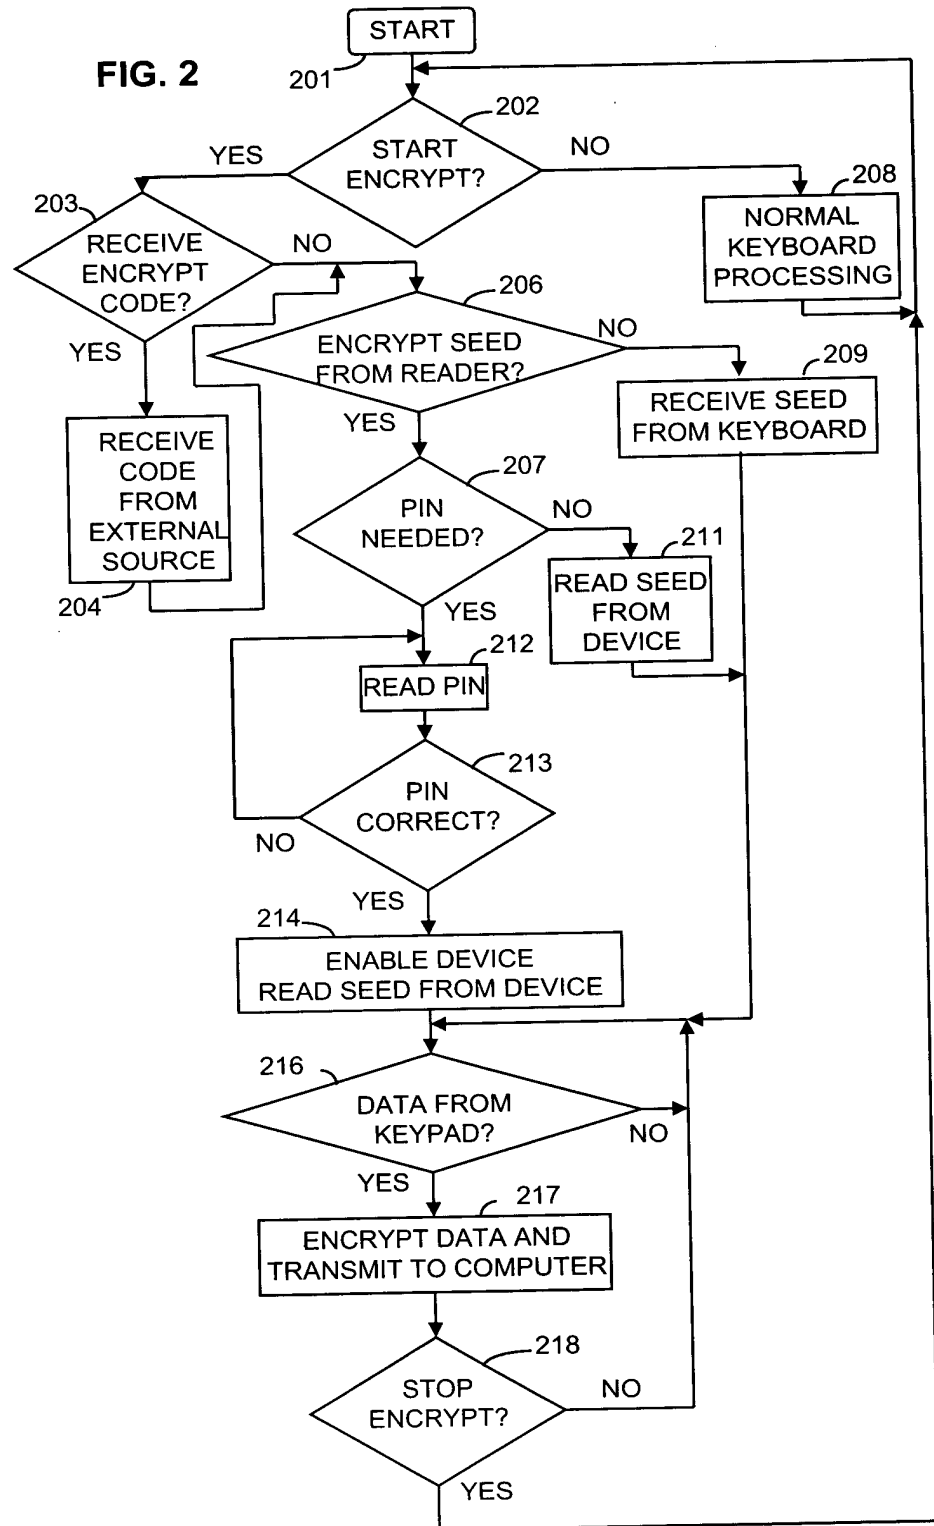 START
FIG. 2
201
202
START
ENCRYPT?
YES
NO
203
208
RECEIVE
ENCRYPT
CODE?
NO
NORMAL
KEYBOARD
PROCESSING
206
ENCRYPT SEED
FROM READER?
NO
YES
209
RECEIVE SEED
FROM KEYBOARD
YES
RECEIVE
CODE
FROM
EXTERNAL
SOURCE
204
207
PIN
NEEDED?
NO
211
READ SEED
FROM
DEVICE
YES
212
READ PIN
213
PIN
CORRECT?
NO
YES
214
ENABLE DEVICE
READ SEED FROM DEVICE
216
DATA FROM
KEYPAD?
NO
YES
217
ENCRYPT DATA AND
TRANSMIT TO COMPUTER
218
STOP
ENCRYPT?
NO
YES